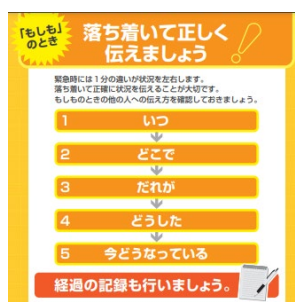 「もしも」
のとき
落ち着いて正しく
伝えましょう
緊急時には1分の違いが状況を左右します。
落ち着いて正確に状況を伝えることが大切です。
もしものときの他の人への伝え方を確認しておきましょう。
1 いつ
2 どこで
3 だれが
4 どうした
5 今どうなっている
経過の記録も行いましょう。